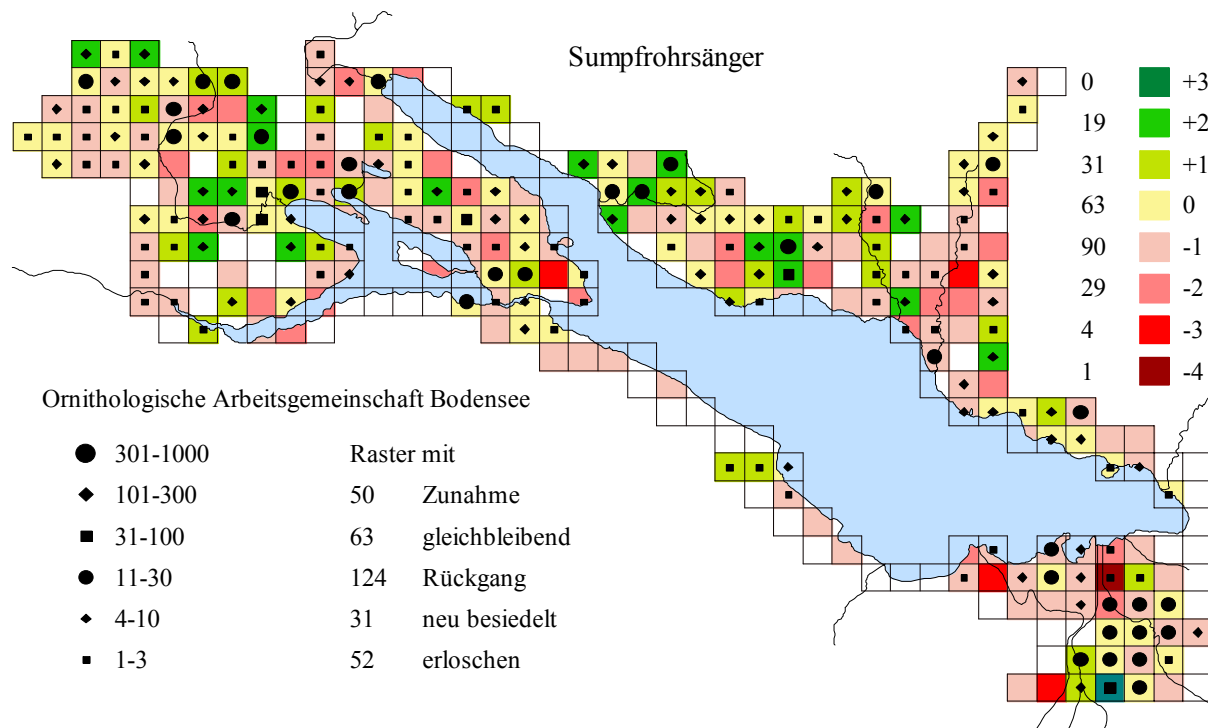 Sumpfrohrsänger
0 +3
19 +2
31 +1
63 0
90 -1
29 -2
4 -3
1 -4
Ornithologische Arbeitsgemeinschaft Bodensee
301-1000 Raster mit
101-300 50 Zunahme
31-100 63 gleichbleibend
11-30 124 Rückgang
4-10 31 neu besiedelt
1-3 52 erloschen